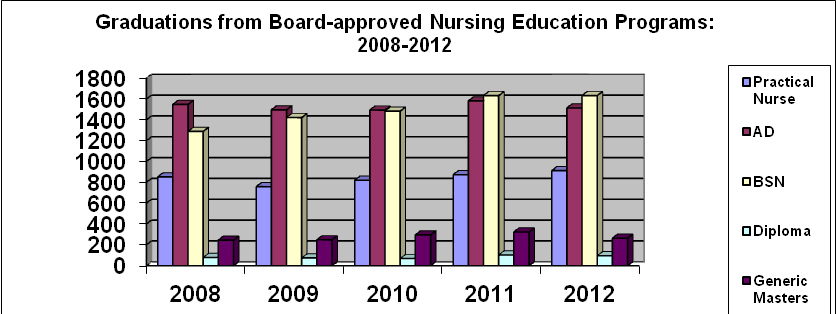 Graduations from Board-approved Nursing Education Programs:
2008-2012
1800
1600
1400
1200
1000
800
600
400
200
0
2008 2009 2010 2011 2012
Practical
Nurse
AD
BSN
Diploma
Generic
Masters